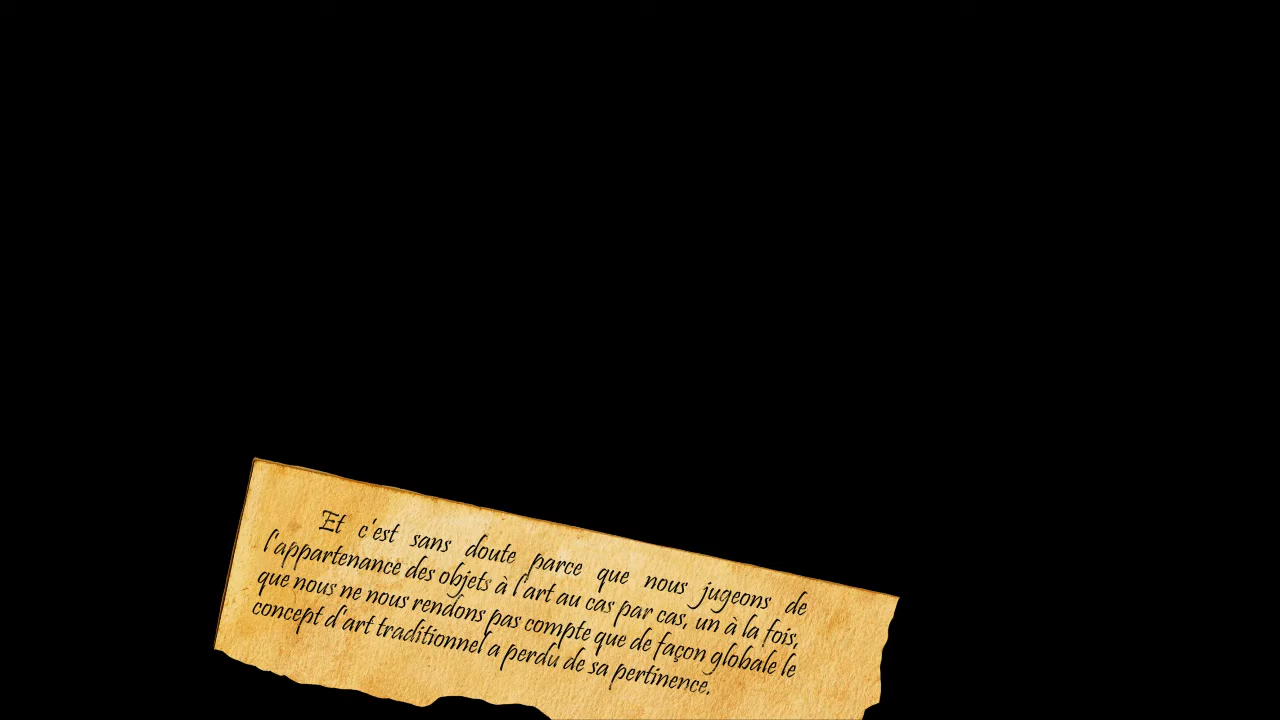 Et c'est sans doute parce que nous jugeons de
l'appartenance des objets à l'art au cas par cas, un à la fois,
que nous ne nous rendons pas compte que de façon globale le
concept d'art traditionnel a perdu de sa pertinence.